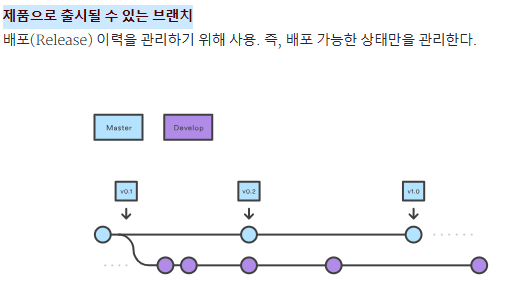 제품으로 출시될 수 있는 브랜치
배포(Release) 이력을 관리하기 위해 사용. 즉, 배포 가능한 상태만을 관리한다.
Master Develop
v0.1 v0.2 v1.0